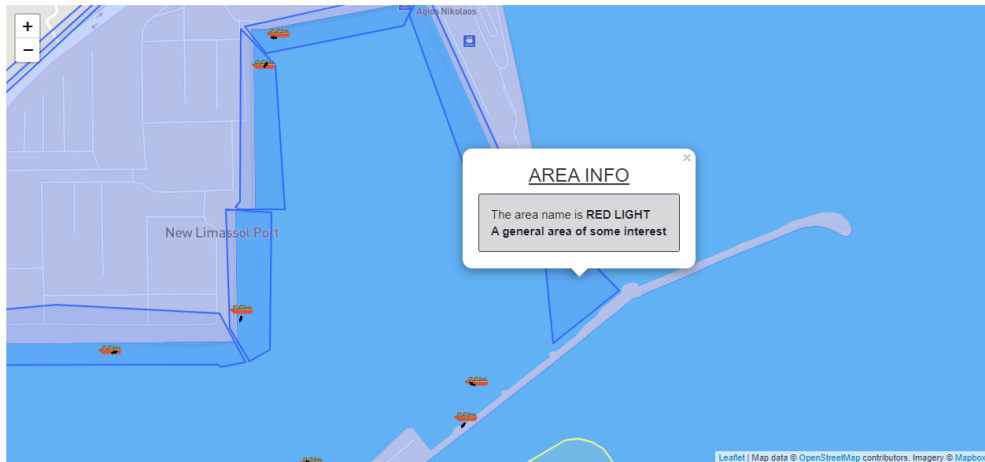 +
−
Agios Nikolaos
×
AREA INFO
The area name is RED LIGHT
A general area of some interest
New Limassol Port
Leaflet | Map data © OpenStreetMap contributors, Imagery © Mapbox